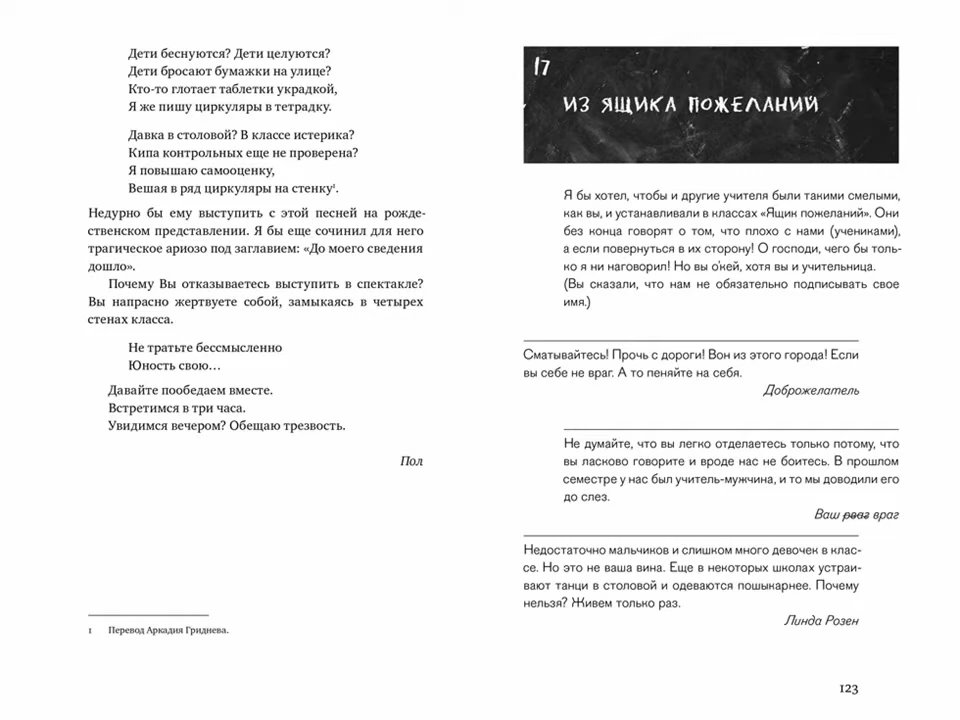 Дети беснуются? Дети целуются?
Дети бросают бумажки на улице?
Кто-то глотает таблетки украдкой,
Я же пишу циркуляры в тетрадку.
Давка в столовой? В классе истерика?
Кипа контрольных еще не проверена?
Я повышаю самооценку,
Вешая в ряд циркуляры на стенку¹.
Недурно бы ему выступить с этой песней на рожде-
ственском представлении. Я бы еще сочинил для него
трагическое ариозо под заглавием: «До моего сведения
дошло».
Почему Вы отказываетесь выступить в спектакле?
Вы напрасно жертвуете собой, замыкаясь в четырех
стенах класса.
Не тратьте бессмысленно
Юность свою…
Давайте пообедаем вместе.
Встретимся в три часа.
Увидимся вечером? Обещаю трезвость.
Пол
1 Перевод Аркадия Гриднева.
17
ИЗ ЯЩИКА ПОЖЕЛАНИЙ
Я бы хотел, чтобы и другие учителя были такими смелыми,
как вы, и устанавливали в классах «Ящик пожеланий». Они
без конца говорят о том, что плохо с нами (учениками),
а если повернуться в их сторону! О господи, чего бы толь-
ко я ни наговорил! Но вы о'кей, хотя вы и учительница.
(Вы сказали, что нам не обязательно подписывать свое
имя.)
Сматывайтесь! Прочь с дороги! Вон из этого города! Если
вы себе не враг. А то пеняйте на себя.
Доброжелатель
Не думайте, что вы легко отделаетесь только потому, что
вы ласково говорите и вроде нас не боитесь. В прошлом
семестре у нас был учитель-мужчина, и то мы доводили его
до слез.
Ваш рваг враг
Недостаточно мальчиков и слишком много девочек в клас-
се. Но это не ваша вина. Еще в некоторых школах устраи-
вают танци в столовой и одеваются пошыкарнее. Почему
нельзя? Живем только раз.
Линда Розен
123